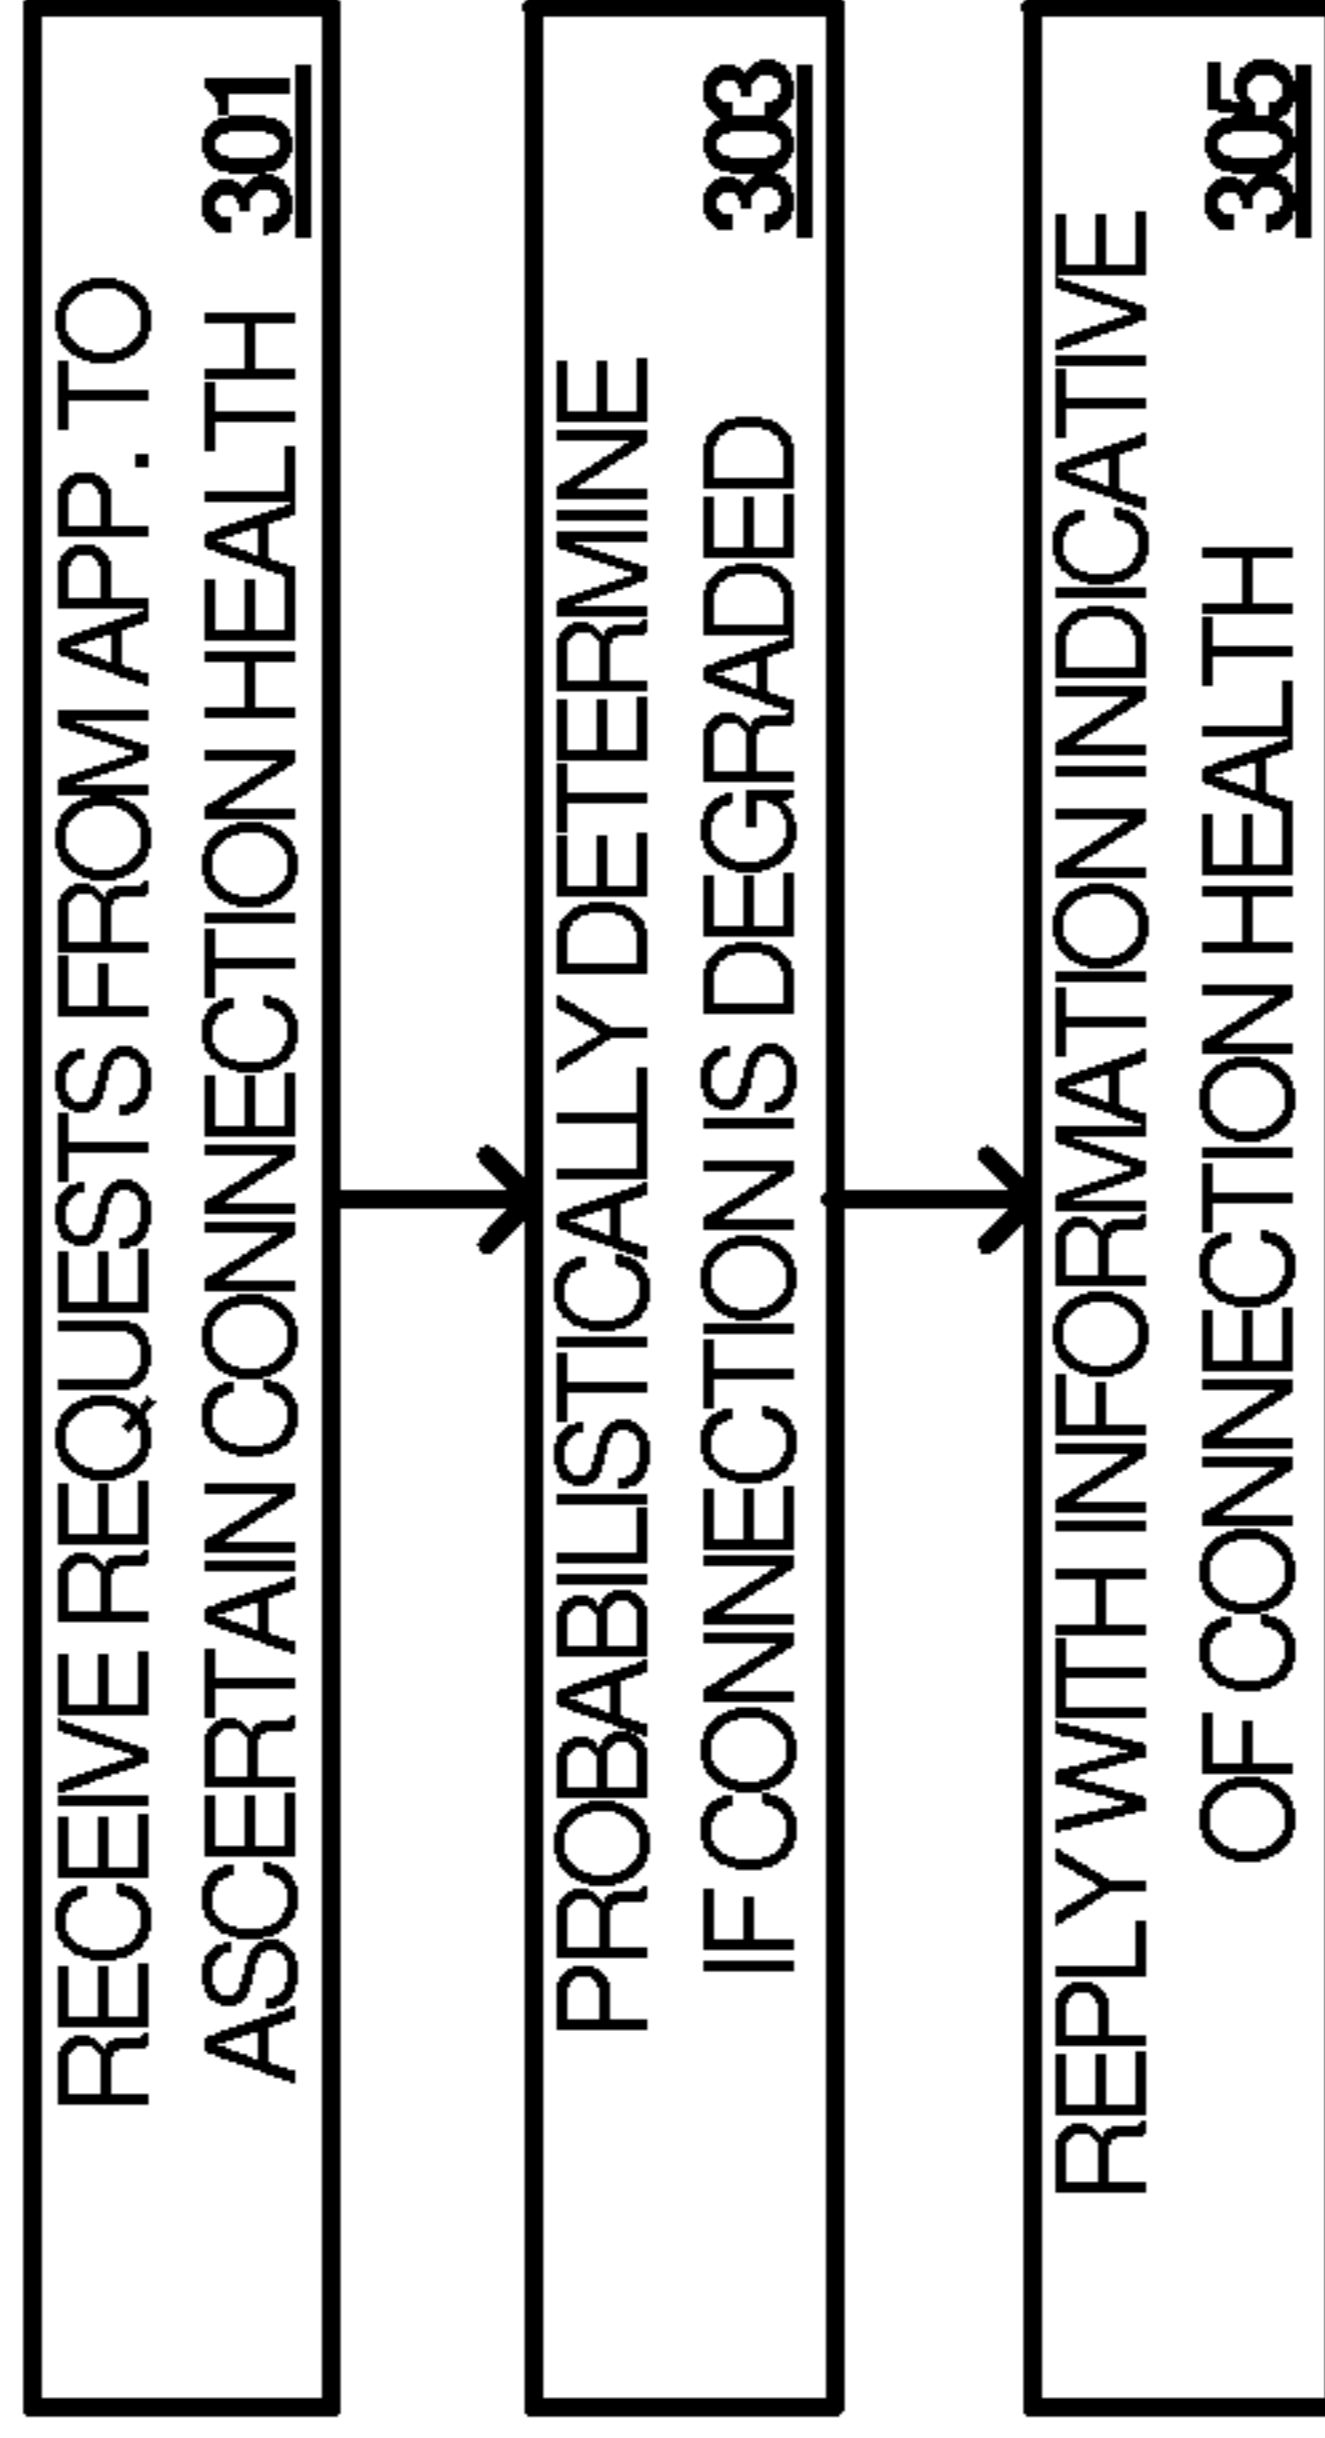 RECEIVE REQUESTS FROM APP. TO
ASCERTAIN CONNECTION HEALTH 301
PROBABILISTICALLY DETERMINE
IF CONNECTION IS DEGRADED 303
REPLY WITH INFORMATION INDICATIVE
OF CONNECTION HEALTH 305